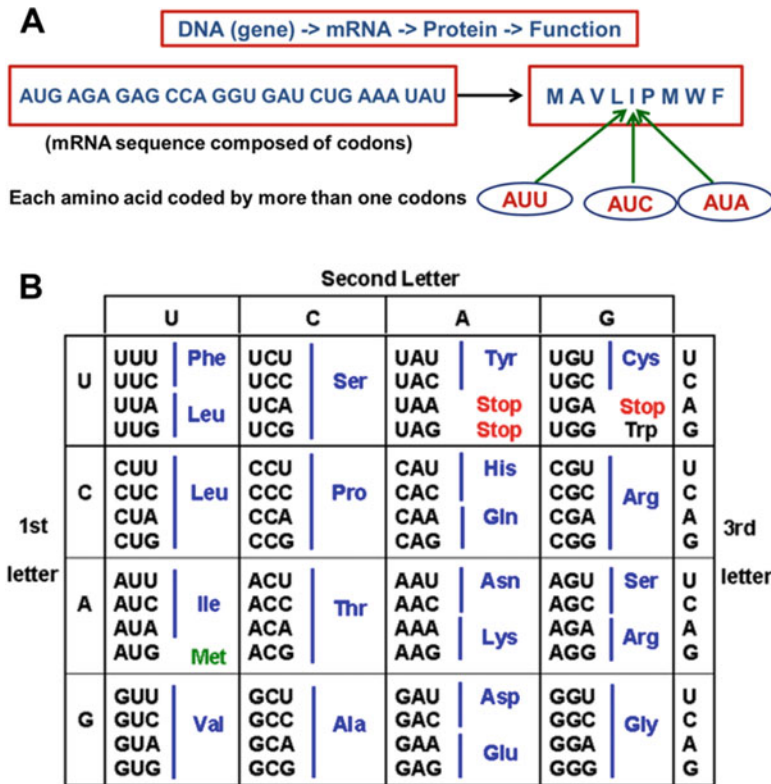 A
DNA (gene) -> mRNA -> Protein -> Function
AUG AGA GAG CCA GGU GAU CUG AAA UAU
M A V L I P M W F
(mRNA sequence composed of codons)
Each amino acid coded by more than one codons
AUU AUC AUA
B
Second Letter
U C A G
UUU Phe UCU UAU Tyr UGU Cys U
UUC UCC Ser UAC UGC C
U
UUA Leu UCA UAA Stop UGA Stop A
UUG UCG UAG Stop UGG Trp G
CUU CCU CAU His CGU U
C CUC Leu CCC Pro CAC CGC Arg C
CUA CCA CAA Gln CGA A
CUG CCG CAG CGG G
1st letter
3rd letter
AUU ACU AAU Asn AGU Ser U
A AUC Ile ACC Thr AAC AGC C
AUA ACA AAA Lys AGA Arg A
AUG Met ACG AAG AGG G
GUU GCU GAU Asp GGU U
G GUC Val GCC Ala GAC GGC Gly C
GUA GCA GAA Glu GGA A
GUG GCG GAG GGG G